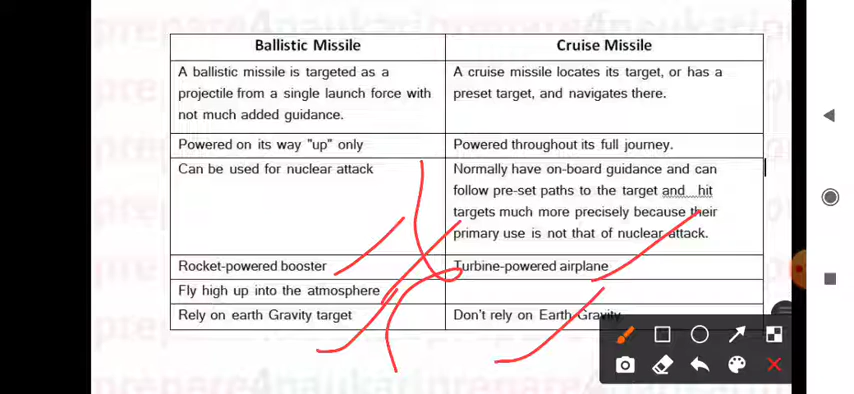 Ballistic Missile
Cruise Missile
A ballistic missile is targeted as a
projectile from a single launch force with
not much added guidance.
A cruise missile locates its target, or has a
preset target, and navigates there.
Powered on its way "up" only
Powered throughout its full journey.
Can be used for nuclear attack
Normally have on-board guidance and can
follow pre-set paths to the target and hit
targets much more precisely because their
primary use is not that of nuclear attack.
Rocket-powered booster
Turbine-powered airplane
Fly high up into the atmosphere
Rely on earth Gravity target
Don't rely on Earth Gravity